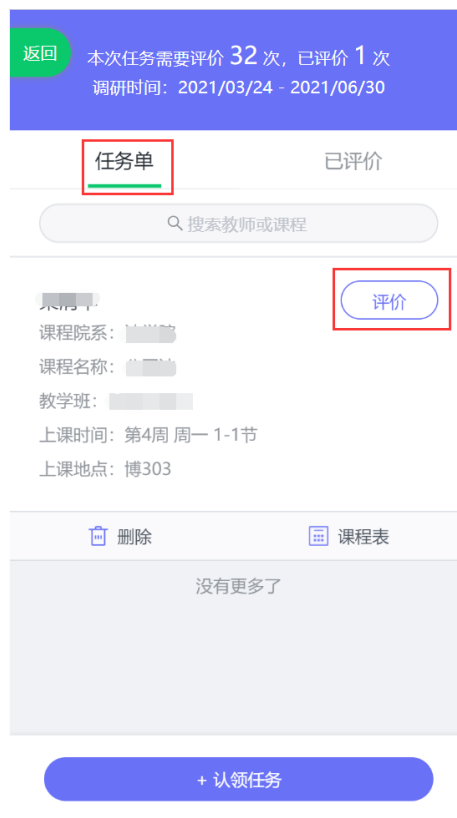 返回
本次任务需要评价 32 次，已评价 1 次
调研时间：2021/03/24 - 2021/06/30
任务单
已评价
搜索教师或课程
评价
课程院系：
课程名称：
教学班：
上课时间：第4周 周一 1-1节
上课地点：博303
删除
课程表
没有更多了
+ 认领任务